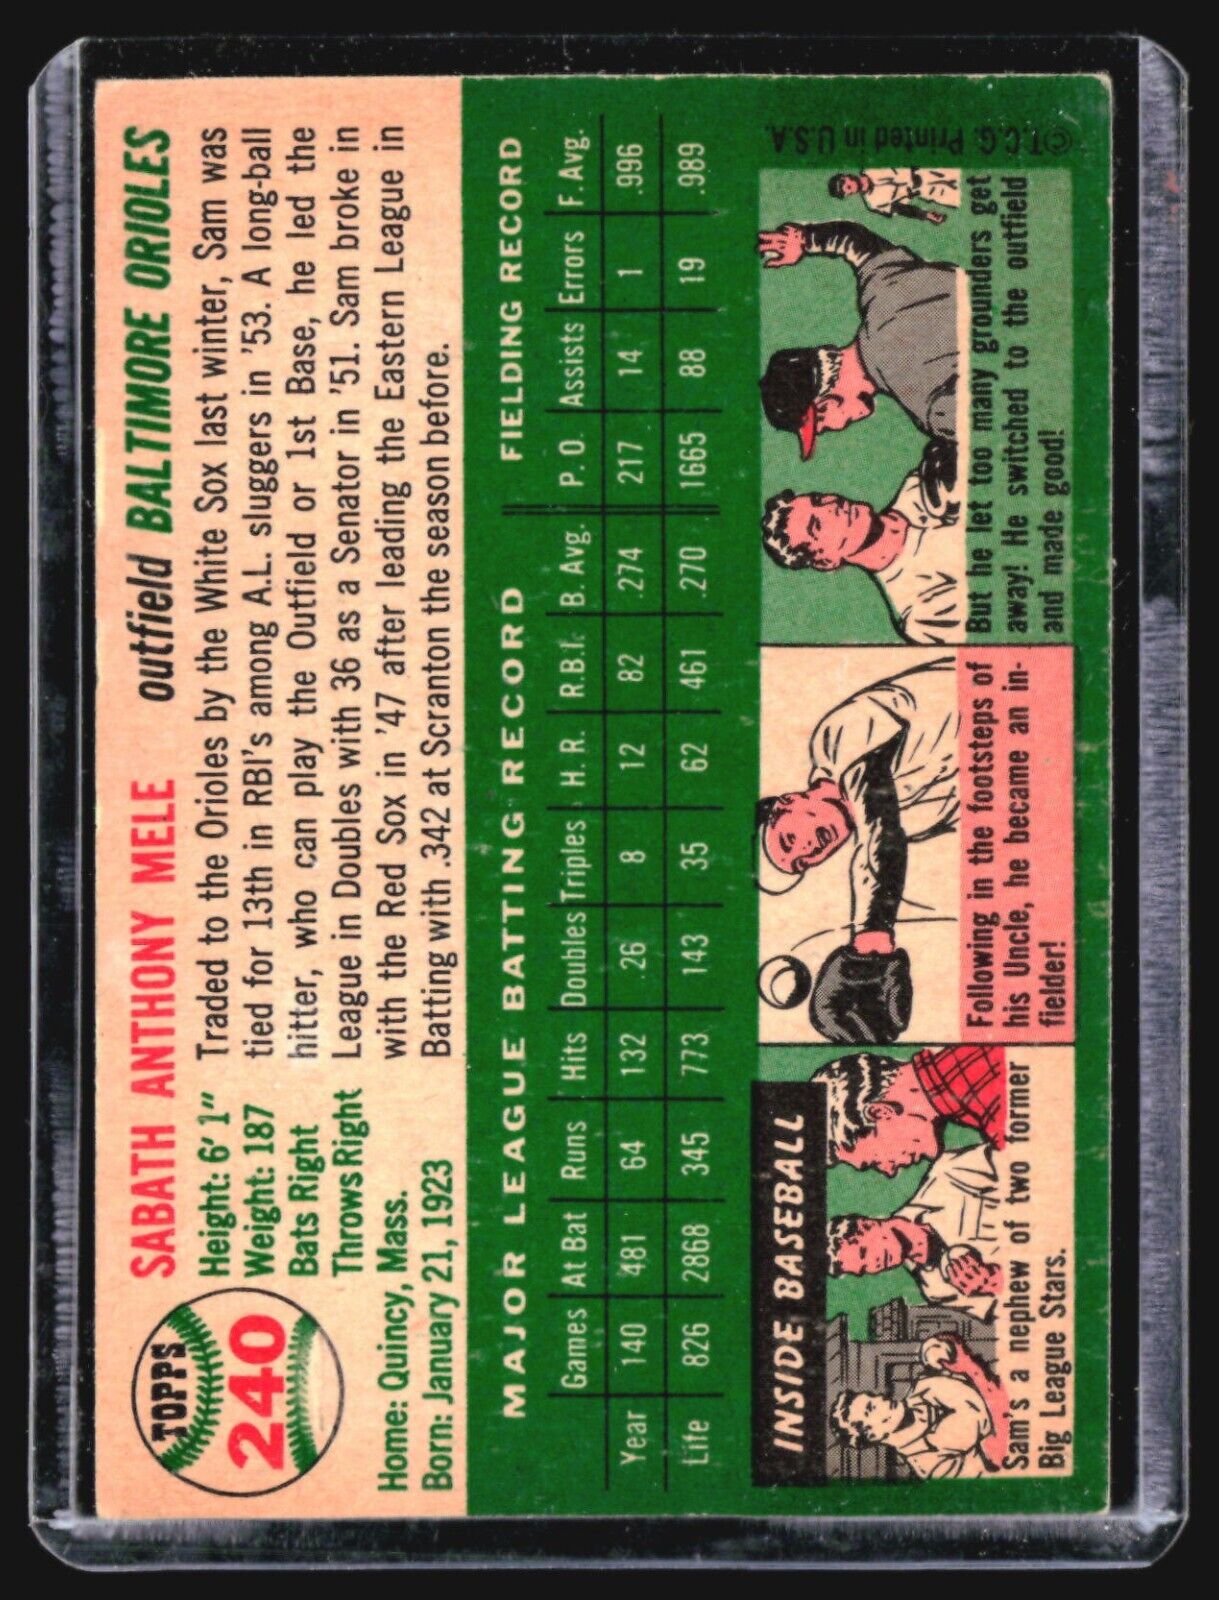 TOPPS
240
SABATH ANTHONY MELE outfield BALTIMORE ORIOLES
Height: 6' 1"
Weight: 187
Bats Right
Throws Right
Home: Quincy, Mass.
Born: January 21, 1923
Traded to the Orioles by the White Sox last winter, Sam was
tied for 13th in RBI's among A.L. sluggers in '53. A long-ball
hitter, who can play the Outfield or 1st Base, he led the
League in Doubles with 36 as a Senator in '51. Sam broke in
with the Red Sox in '47 after leading the Eastern League in
Batting with .342 at Scranton the season before.
MAJOR LEAGUE BATTING RECORD FIELDING RECORD
Games At Bat Runs Hits Doubles Triples H. R. R.B.I. B. Avg. P. O. Assists Errors F. Avg.
Year 140 481 64 132 .26 8 12 82 .274 217 14 1 .996
Life 826 2868 345 773 143 35 62 461 .270 1665 88 19 .989
INSIDE BASEBALL
Sam's a nephew of two former
Big League Stars.
Following in the footsteps of
his Uncle, he became an in-
fielder!
But he let too many grounders get
away! He switched to the outfield
and made good!
©T.C.G. Printed in U.S.A.